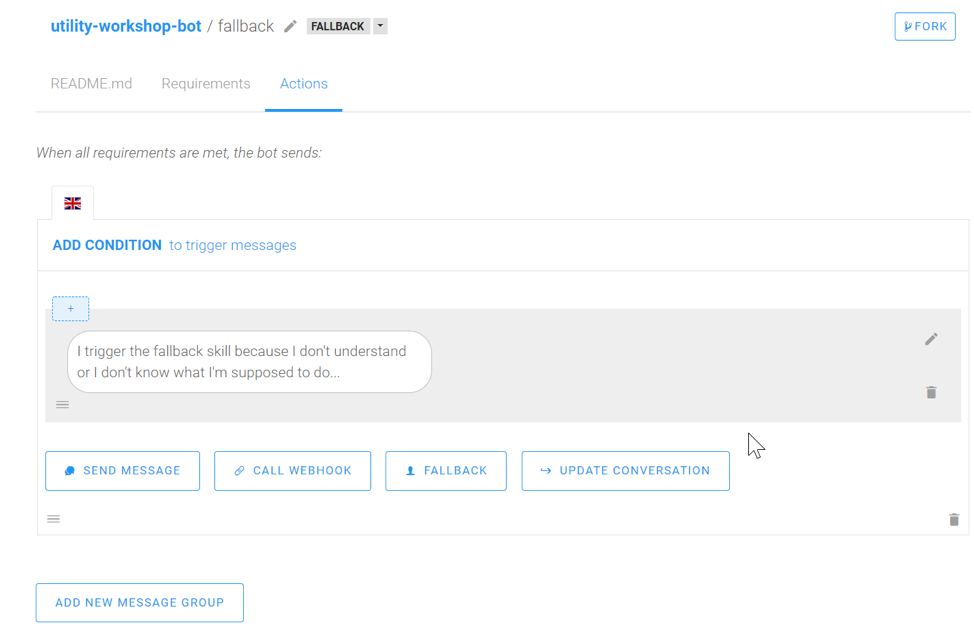 utility-workshop-bot / fallback FALLBACK
FORK
README.md Requirements Actions
When all requirements are met, the bot sends:
ADD CONDITION to trigger messages
+
I trigger the fallback skill because I don't understand
or I don't know what I'm supposed to do...
SEND MESSAGE CALL WEBHOOK FALLBACK UPDATE CONVERSATION
ADD NEW MESSAGE GROUP